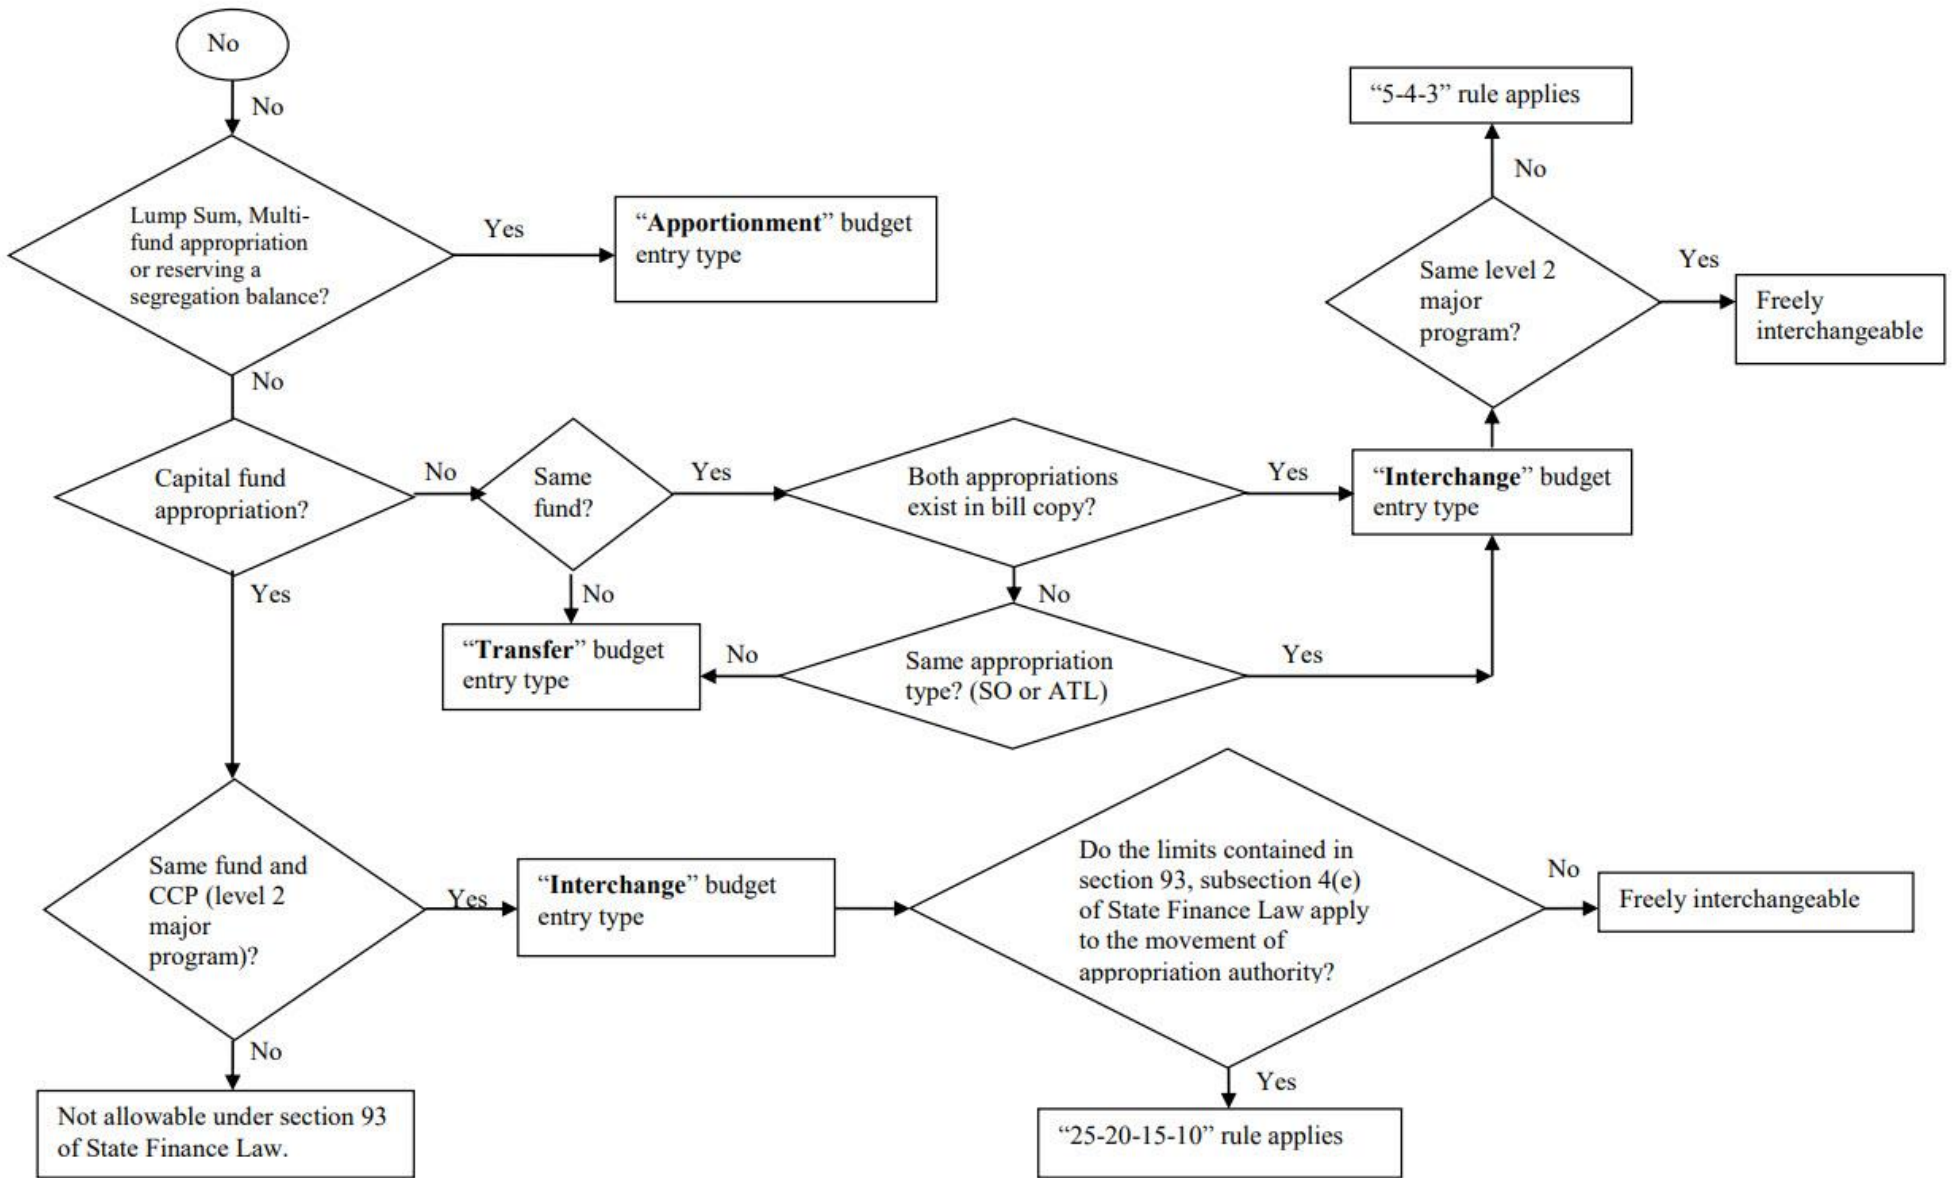 No
No
Lump Sum, Multi-
fund appropriation
or reserving a
segregation balance?
Yes
“Apportionment” budget
entry type
“5-4-3” rule applies
No
Same level 2
major
program?
Yes
Freely
interchangeable
No
Capital fund
appropriation?
No
Same
fund?
Yes
Both appropriations
exist in bill copy?
Yes
“Interchange” budget
entry type
No
“Transfer” budget
entry type
No
No
Same appropriation
type? (SO or ATL)
Yes
Yes
Same fund and
CCP (level 2
major
program)?
Yes
“Interchange” budget
entry type
Do the limits contained in
section 93, subsection 4(e)
of State Finance Law apply
to the movement of
appropriation authority?
No
Freely interchangeable
No
Not allowable under section 93
of State Finance Law.
Yes
“25-20-15-10” rule applies